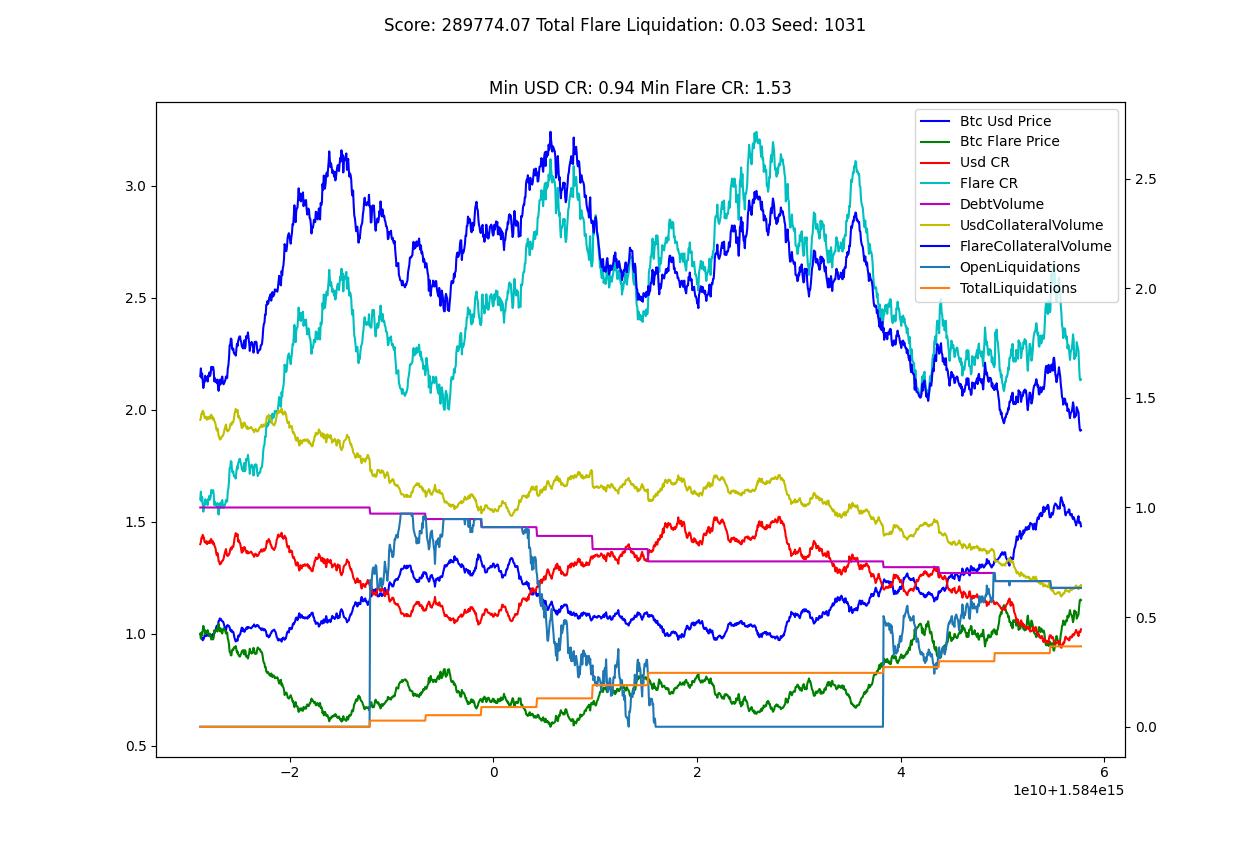 Score: 289774.07 Total Flare Liquidation: 0.03 Seed: 1031
Min USD CR: 0.94 Min Flare CR: 1.53
Btc Usd Price
Btc Flare Price
Usd CR
Flare CR
DebtVolume
UsdCollateralVolume
FlareCollateralVolume
OpenLiquidations
TotalLiquidations
3.0
2.5
2.0
1.5
1.0
0.5
2.5
2.0
1.5
1.0
0.5
0.0
−2
0
2
4
6
1e10+1.584e15